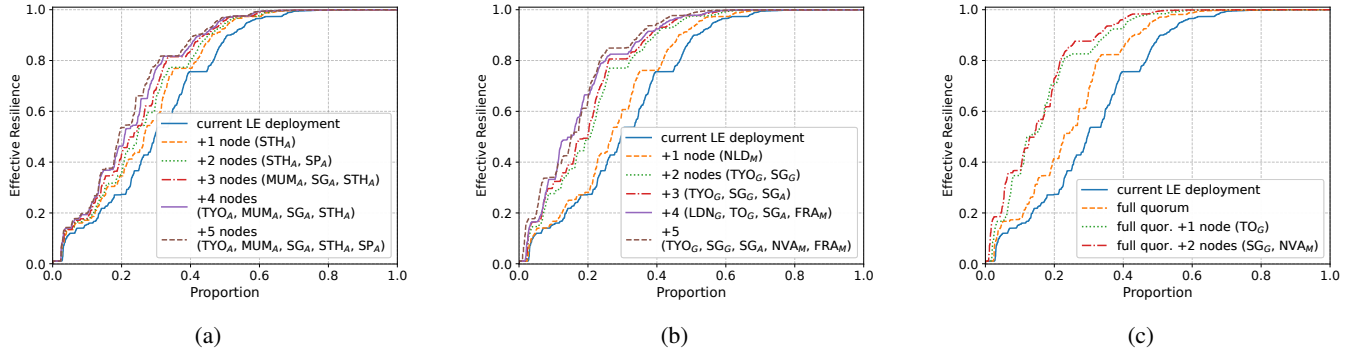 1.0
0.8
0.6
0.4
0.2
0.0
Effective Resilience
current LE deployment
+1 node (STH_A)
+2 nodes (STH_A, SP_A)
+3 nodes (MUM_A, SG_A, STH_A)
+4 nodes
(TYO_A, MUM_A, SG_A, STH_A)
+5 nodes
(TYO_A, MUM_A, SG_A, STH_A, SP_A)
0.0 0.2 0.4 0.6 0.8 1.0
Proportion
(a)
1.0
0.8
0.6
0.4
0.2
0.0
Effective Resilience
current LE deployment
+1 node (NLD_M)
+2 nodes (TYO_G, SG_G)
+3 (TYO_G, SG_G, SG_A)
+4 (LDN_G, TO_G, SG_A, FRA_M)
+5
(TYO_G, SG_G, SG_A, NVA_M, FRA_M)
0.0 0.2 0.4 0.6 0.8 1.0
Proportion
(b)
1.0
0.8
0.6
0.4
0.2
0.0
Effective Resilience
current LE deployment
full quorum
full quor. +1 node (TO_G)
full quor. +2 nodes (SG_G, NVA_M)
0.0 0.2 0.4 0.6 0.8 1.0
Proportion
(c)